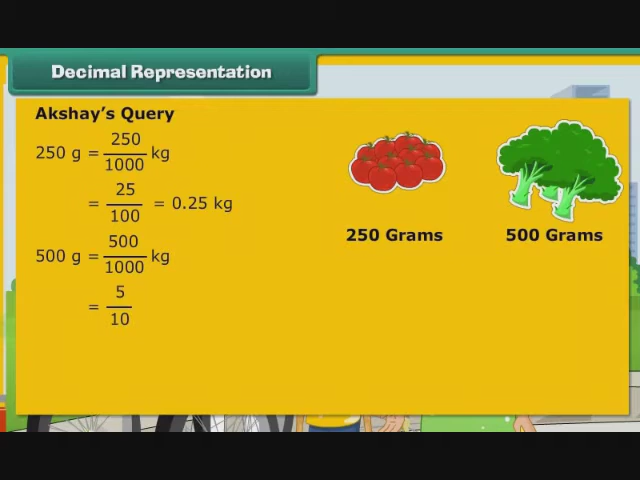 Decimal Representation
Akshay's Query
250 g = 250/1000 kg
= 25/100 = 0.25 kg
500 g = 500/1000 kg
= 5/10
250 Grams
500 Grams